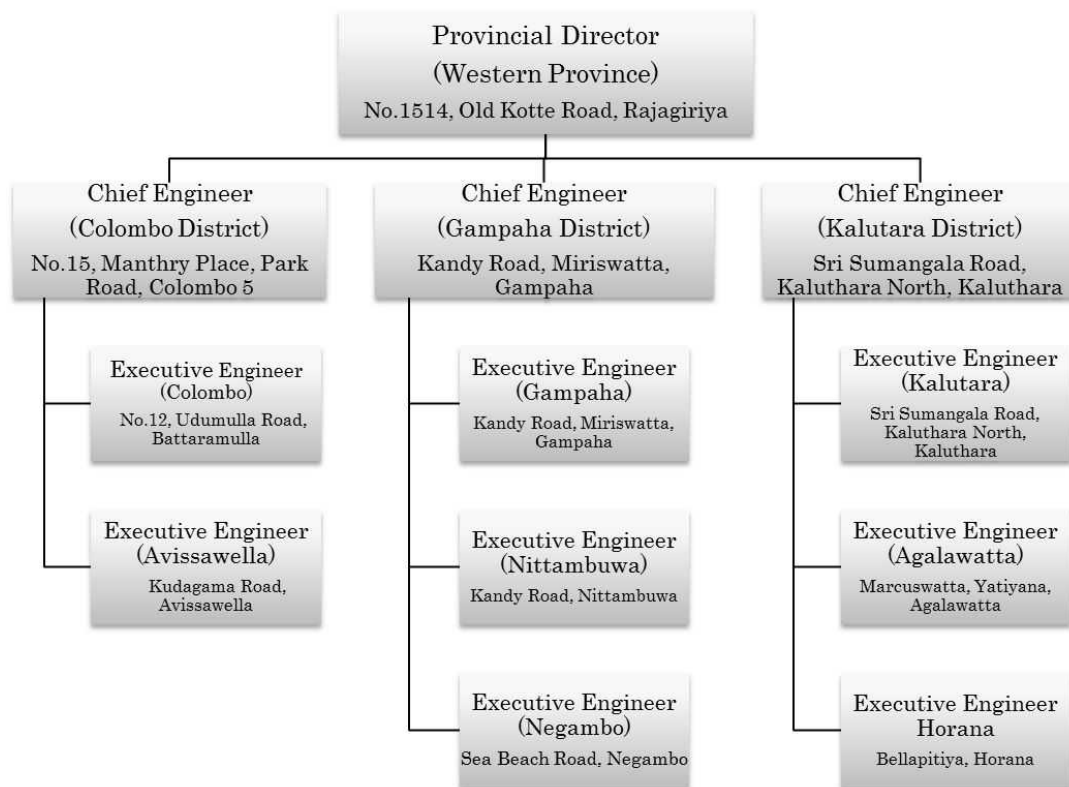 Provincial Director
(Western Province)
No.1514, Old Kotte Road, Rajagiriya
Chief Engineer
(Colombo District)
No.15, Manthry Place, Park
Road, Colombo 5
Executive Engineer
(Colombo)
No.12, Udumulla Road,
Battaramulla
Executive Engineer
(Avissawella)
Kudagama Road,
Avissawella
Chief Engineer
(Gampaha District)
Kandy Road, Miriswatta,
Gampaha
Executive Engineer
(Gampaha)
Kandy Road, Miriswatta,
Gampaha
Executive Engineer
(Nittambuwa)
Kandy Road, Nittambuwa
Executive Engineer
(Negambo)
Sea Beach Road, Negambo
Chief Engineer
(Kalutara District)
Sri Sumangala Road,
Kaluthara North, Kaluthara
Executive Engineer
(Kalutara)
Sri Sumangala Road,
Kaluthara North,
Kaluthara
Executive Engineer
(Agalawatta)
Marcuswatta, Yatiyana,
Agalawatta
Executive Engineer
Horana
Bellapitiya, Horana